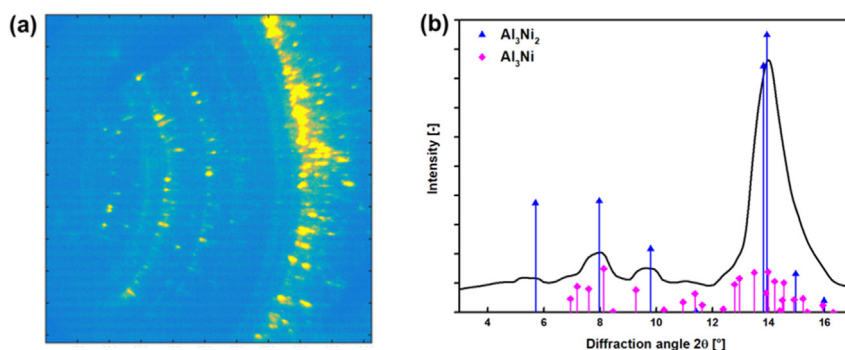 (a)
(b)
Al₃Ni₂
Al₃Ni
Intensity [-]
4 6 8 10 12 14 16
Diffraction angle 2θ [°]